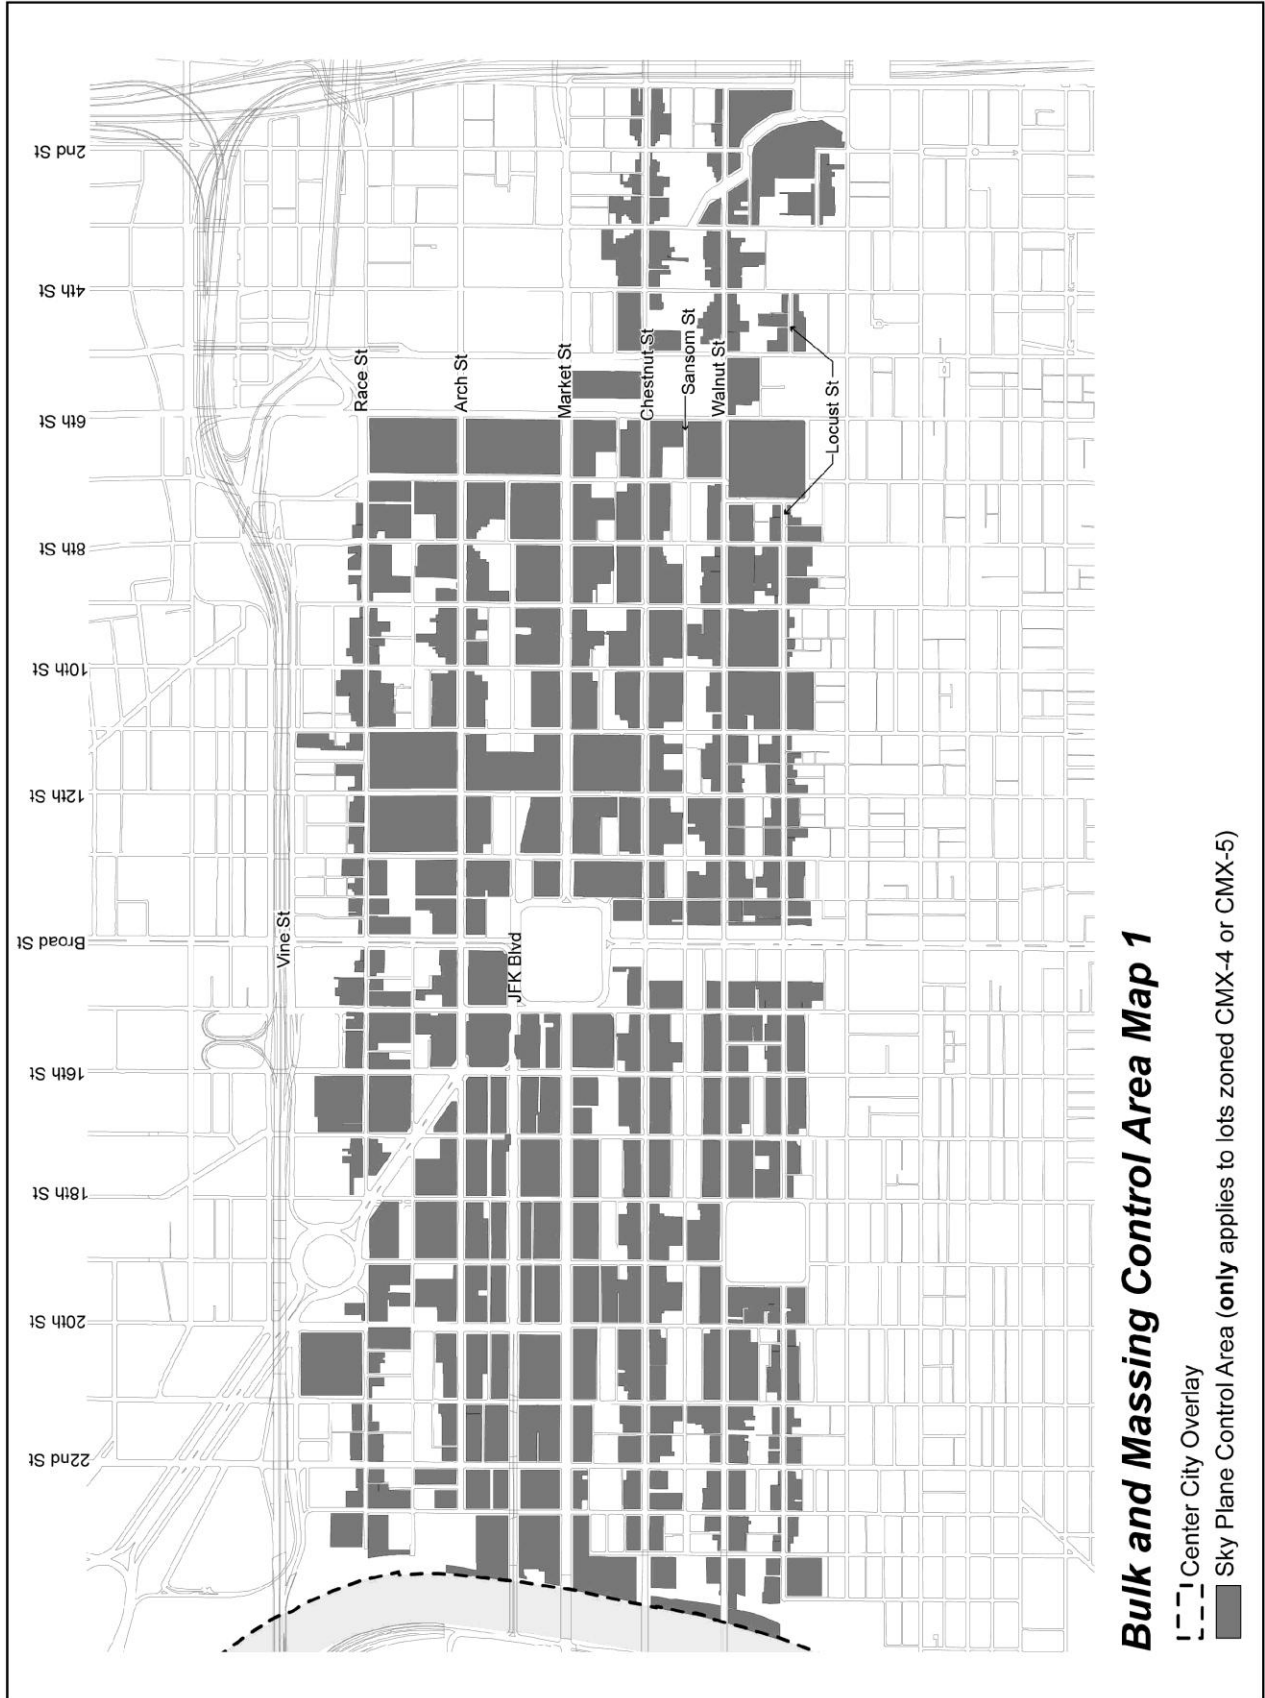 2nd St
4th St
6th St
8th St
10th St
12th St
Broad St
16th St
18th St
20th St
22nd St
Vine St
Race St
Arch St
JFK Blvd
Market St
Chestnut St
Sansom St
Walnut St
Locust St
Bulk and Massing Control Area Map 1
Center City Overlay
Sky Plane Control Area (only applies to lots zoned CMX-4 or CMX-5)